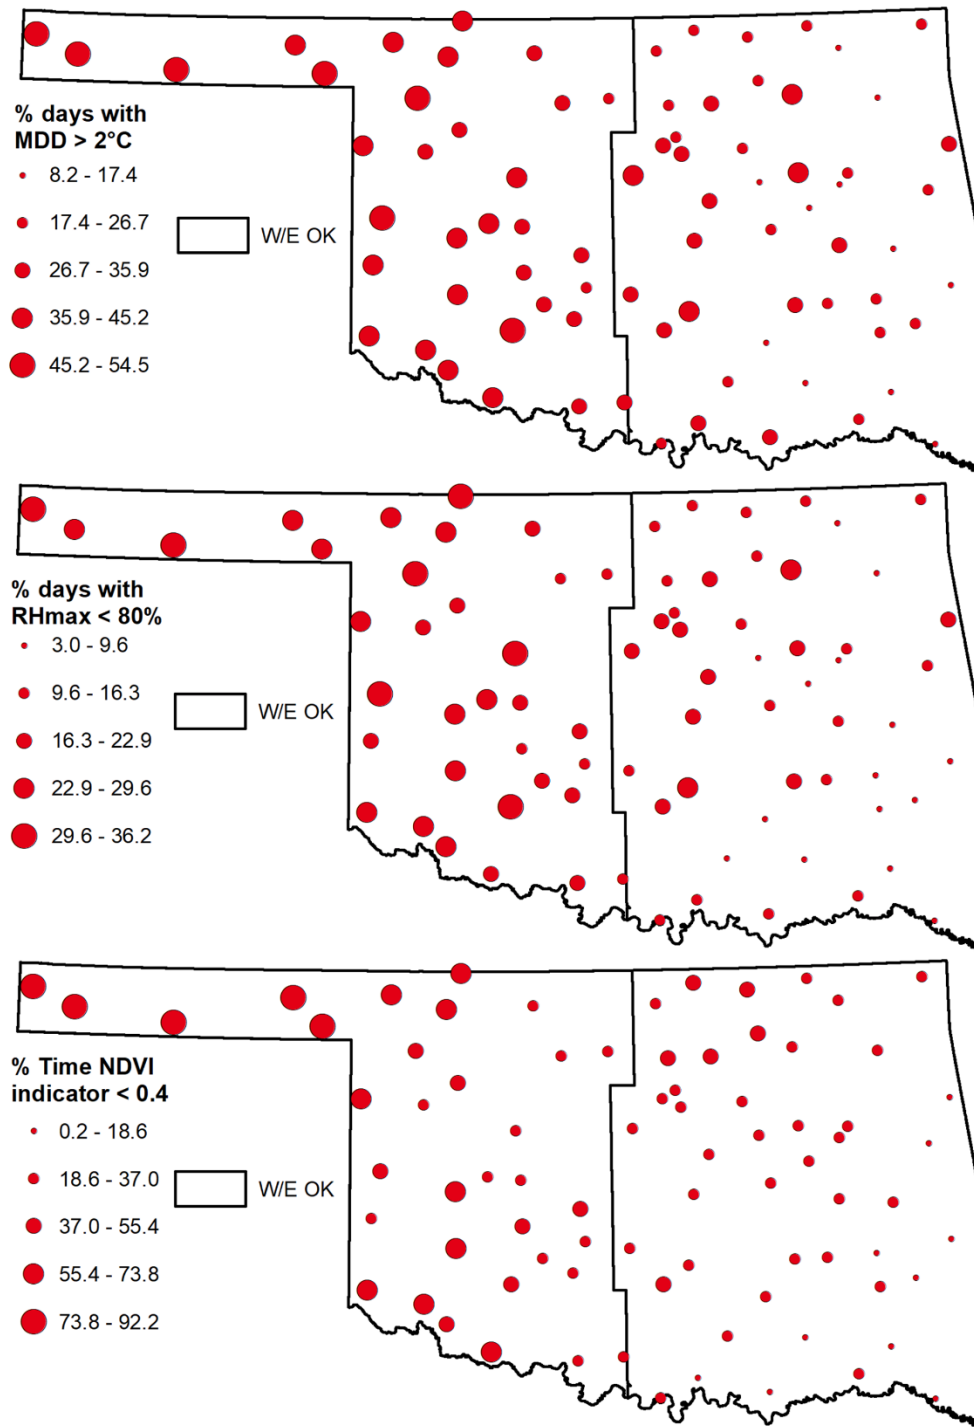 % days with
MDD > 2°C
8.2 - 17.4
17.4 - 26.7
26.7 - 35.9
35.9 - 45.2
45.2 - 54.5
W/E OK
% days with
RHmax < 80%
3.0 - 9.6
9.6 - 16.3
16.3 - 22.9
22.9 - 29.6
29.6 - 36.2
W/E OK
% Time NDVI
indicator < 0.4
0.2 - 18.6
18.6 - 37.0
37.0 - 55.4
55.4 - 73.8
73.8 - 92.2
W/E OK